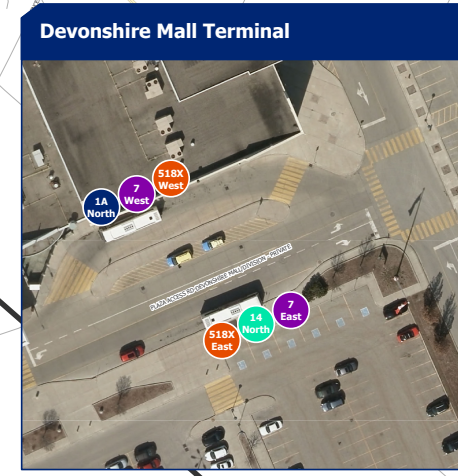 Devonshire Mall Terminal
518X
West
7
West
1A
North
PLAZA ACCESS RD DEVONSHIRE MALL/DIVISION - PRIVATE
7
East
14
North
518X
East